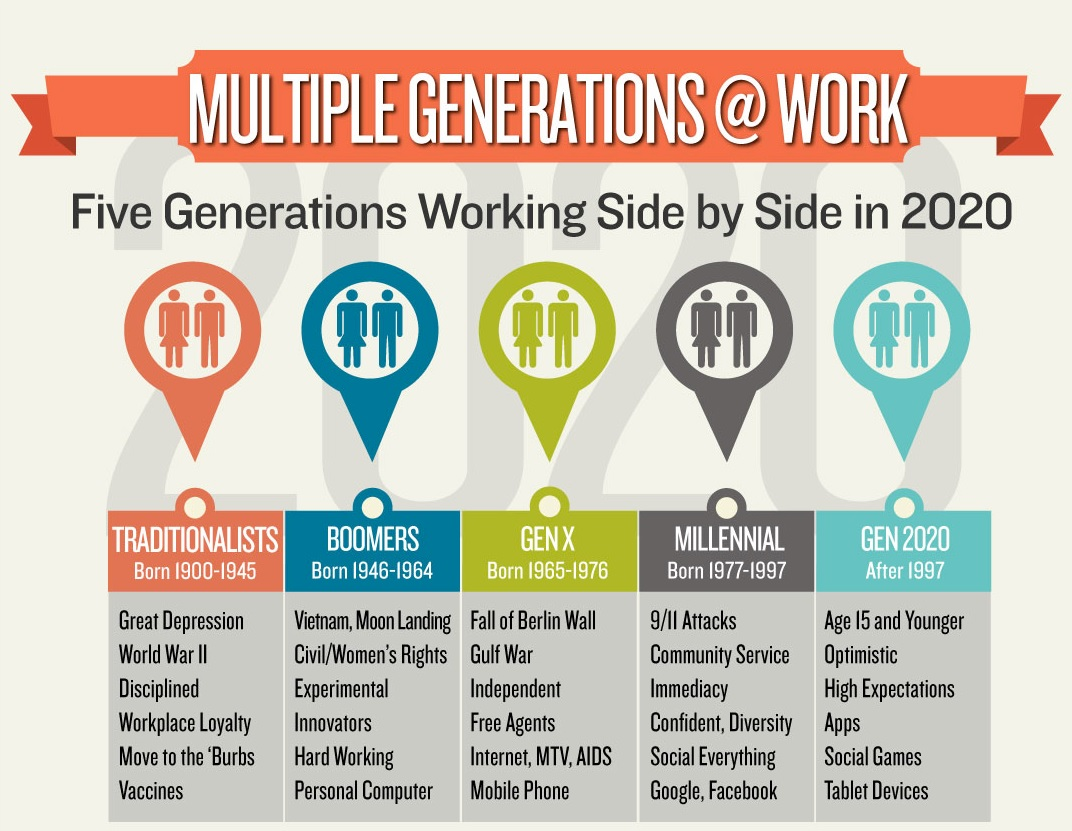 MULTIPLE GENERATIONS @ WORK
2020
Five Generations Working Side by Side in 2020
TRADITIONALISTS
Born 1900-1945
Great Depression
World War II
Disciplined
Workplace Loyalty
Move to the ‘Burbs
Vaccines
BOOMERS
Born 1946-1964
Vietnam, Moon Landing
Civil/Women’s Rights
Experimental
Innovators
Hard Working
Personal Computer
GEN X
Born 1965-1976
Fall of Berlin Wall
Gulf War
Independent
Free Agents
Internet, MTV, AIDS
Mobile Phone
MILLENNIAL
Born 1977-1997
9/11 Attacks
Community Service
Immediacy
Confident, Diversity
Social Everything
Google, Facebook
GEN 2020
After 1997
Age 15 and Younger
Optimistic
High Expectations
Apps
Social Games
Tablet Devices